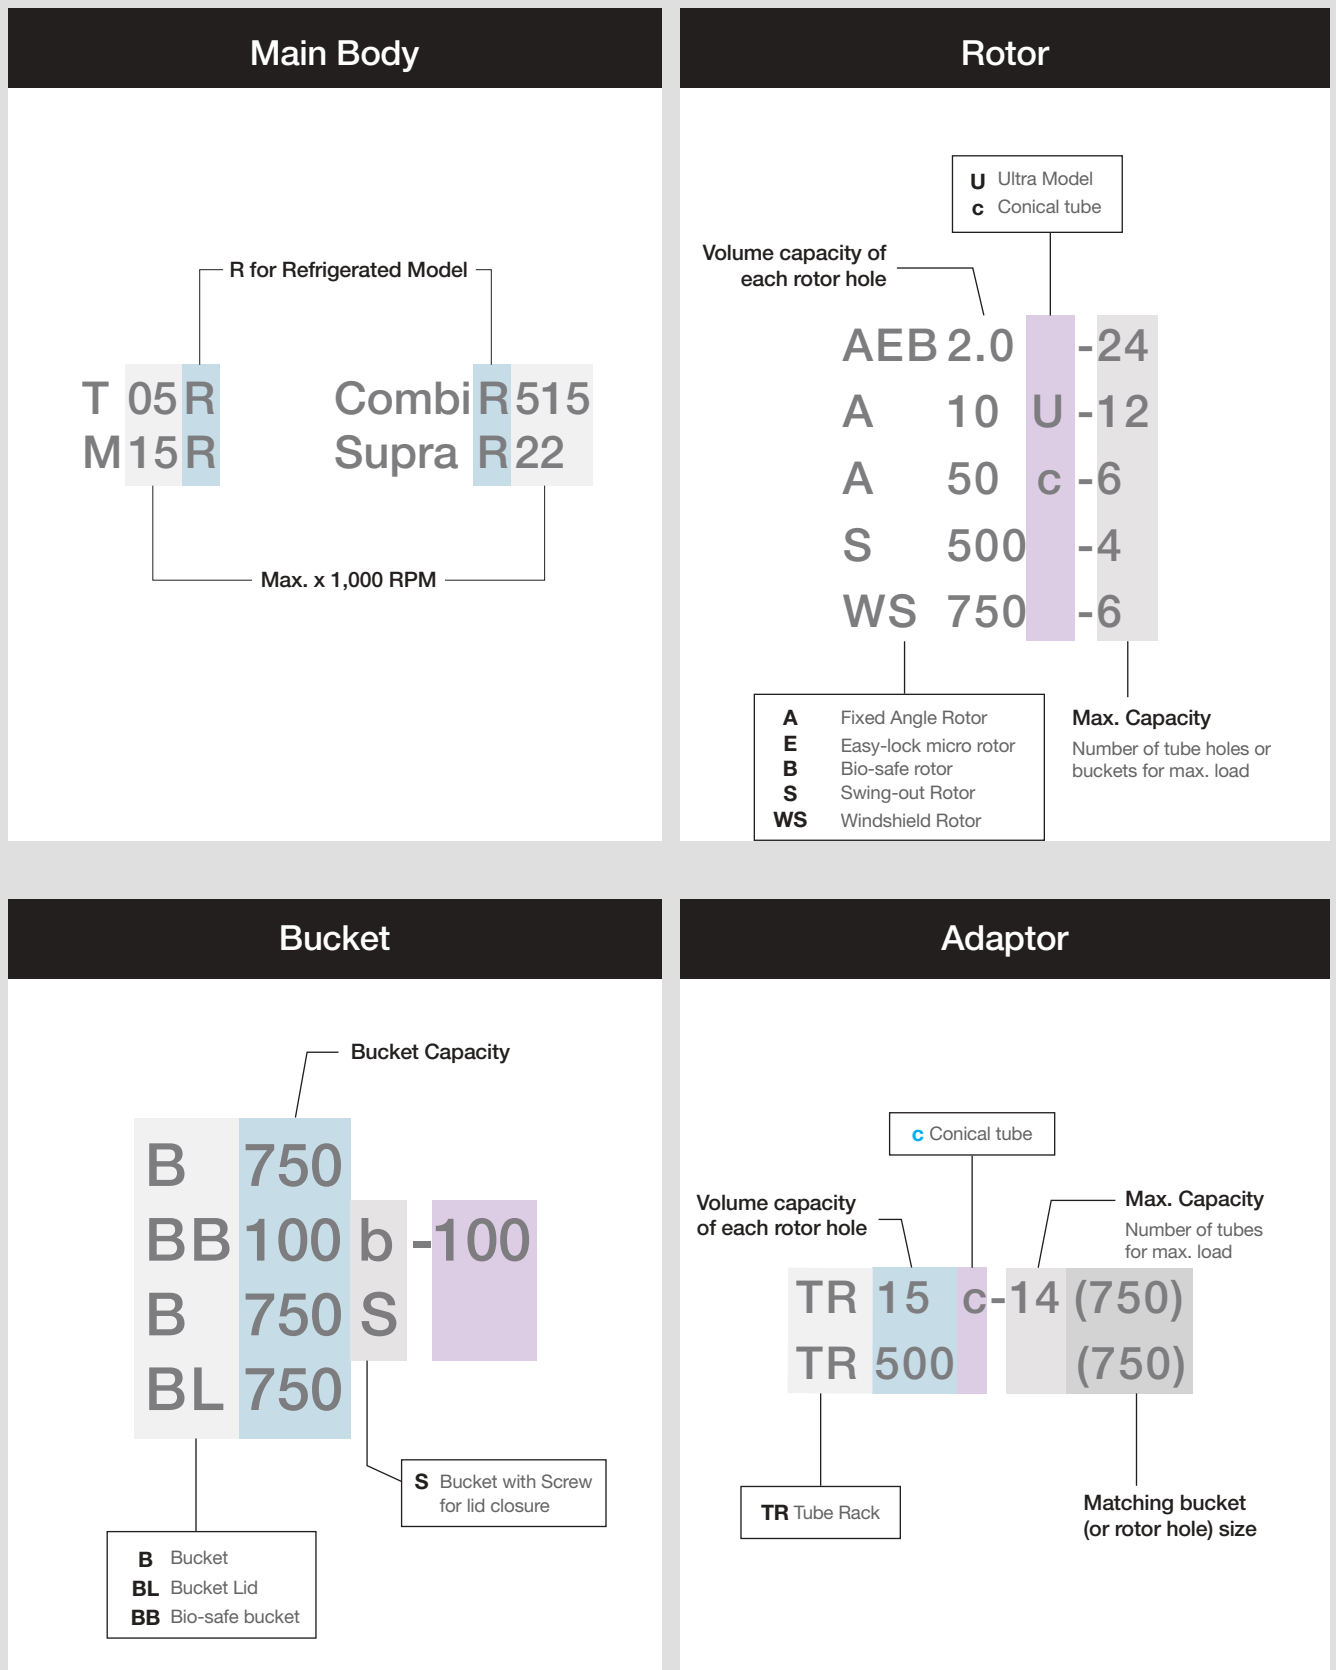 Main Body
R for Refrigerated Model
T 05 R
M 15 R
Combi R 515
Supra R 22
Max. x 1,000 RPM
Rotor
U Ultra Model
c Conical tube
Volume capacity of
each rotor hole
AEB 2.0 -24
A 10 U -12
A 50 c -6
S 500 -4
WS 750 -6
A Fixed Angle Rotor
E Easy-lock micro rotor
B Bio-safe rotor
S Swing-out Rotor
WS Windshield Rotor
Max. Capacity
Number of tube holes or
buckets for max. load
Bucket
Bucket Capacity
B 750
BB 100 b -100
B 750 S
BL 750
S Bucket with Screw
for lid closure
B Bucket
BL Bucket Lid
BB Bio-safe bucket
Adaptor
c Conical tube
Volume capacity
of each rotor hole
Max. Capacity
Number of tubes
for max. load
TR 15 c-14 (750)
TR 500 (750)
TR Tube Rack
Matching bucket
(or rotor hole) size